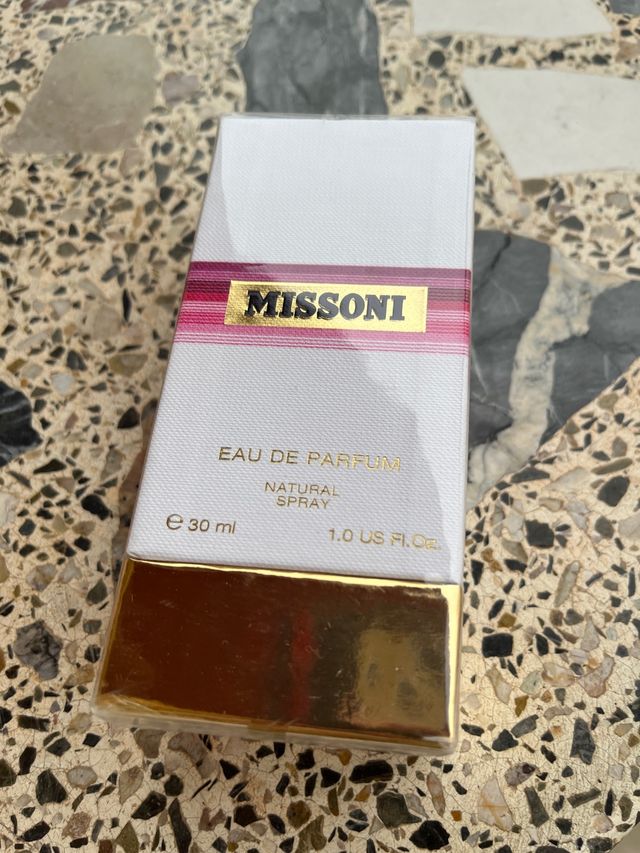 MISSONI
EAU DE PARFUM
NATURAL
SPRAY
℮ 30 ml
1.0 US Fl. Oz.